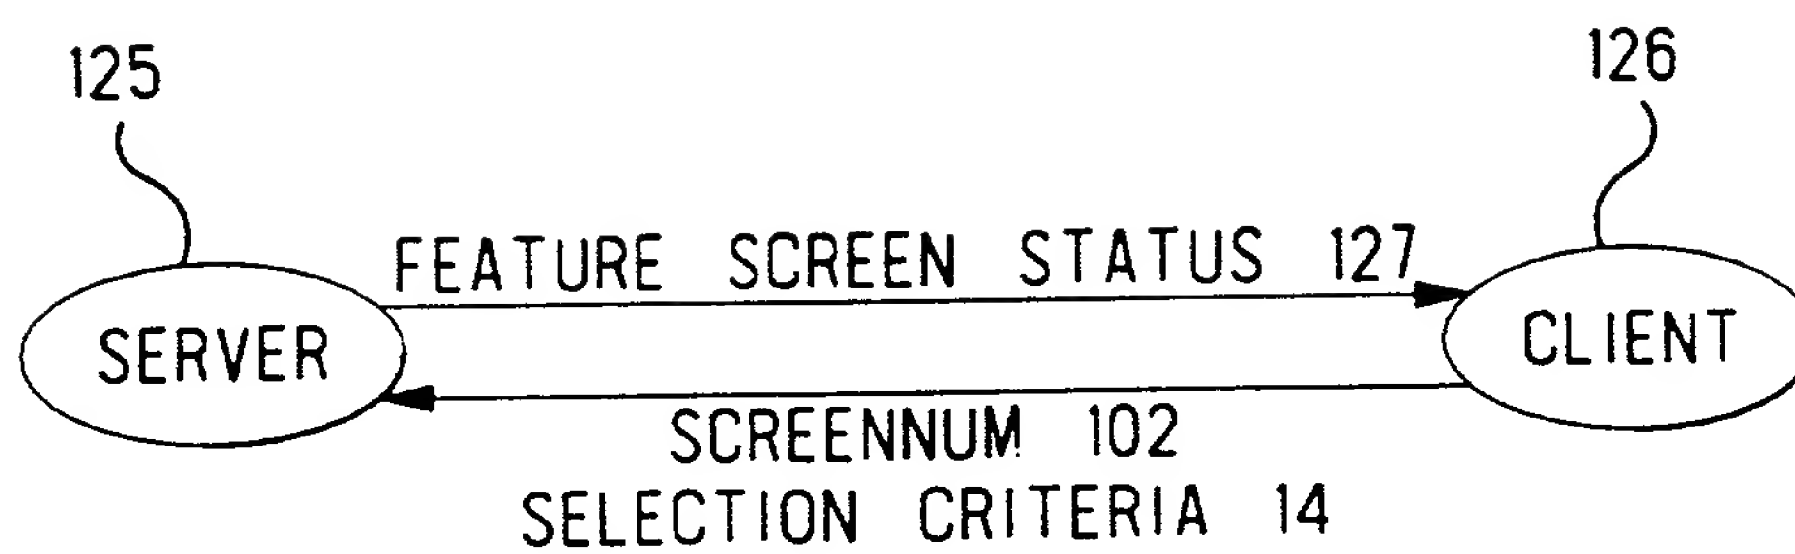 125
126
FEATURE SCREEN STATUS 127
SERVER
CLIENT
SCREENNUM 102
SELECTION CRITERIA 14